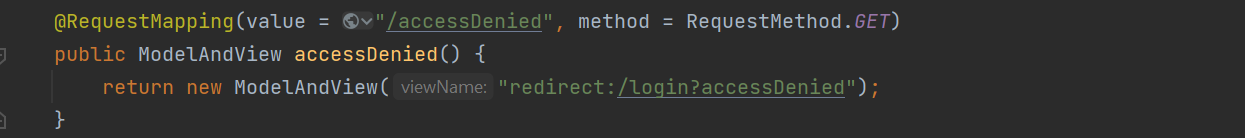 @RequestMapping(value = "/accessDenied", method = RequestMethod.GET)
public ModelAndView accessDenied() {
return new ModelAndView( viewName: "redirect:/login?accessDenied");
}